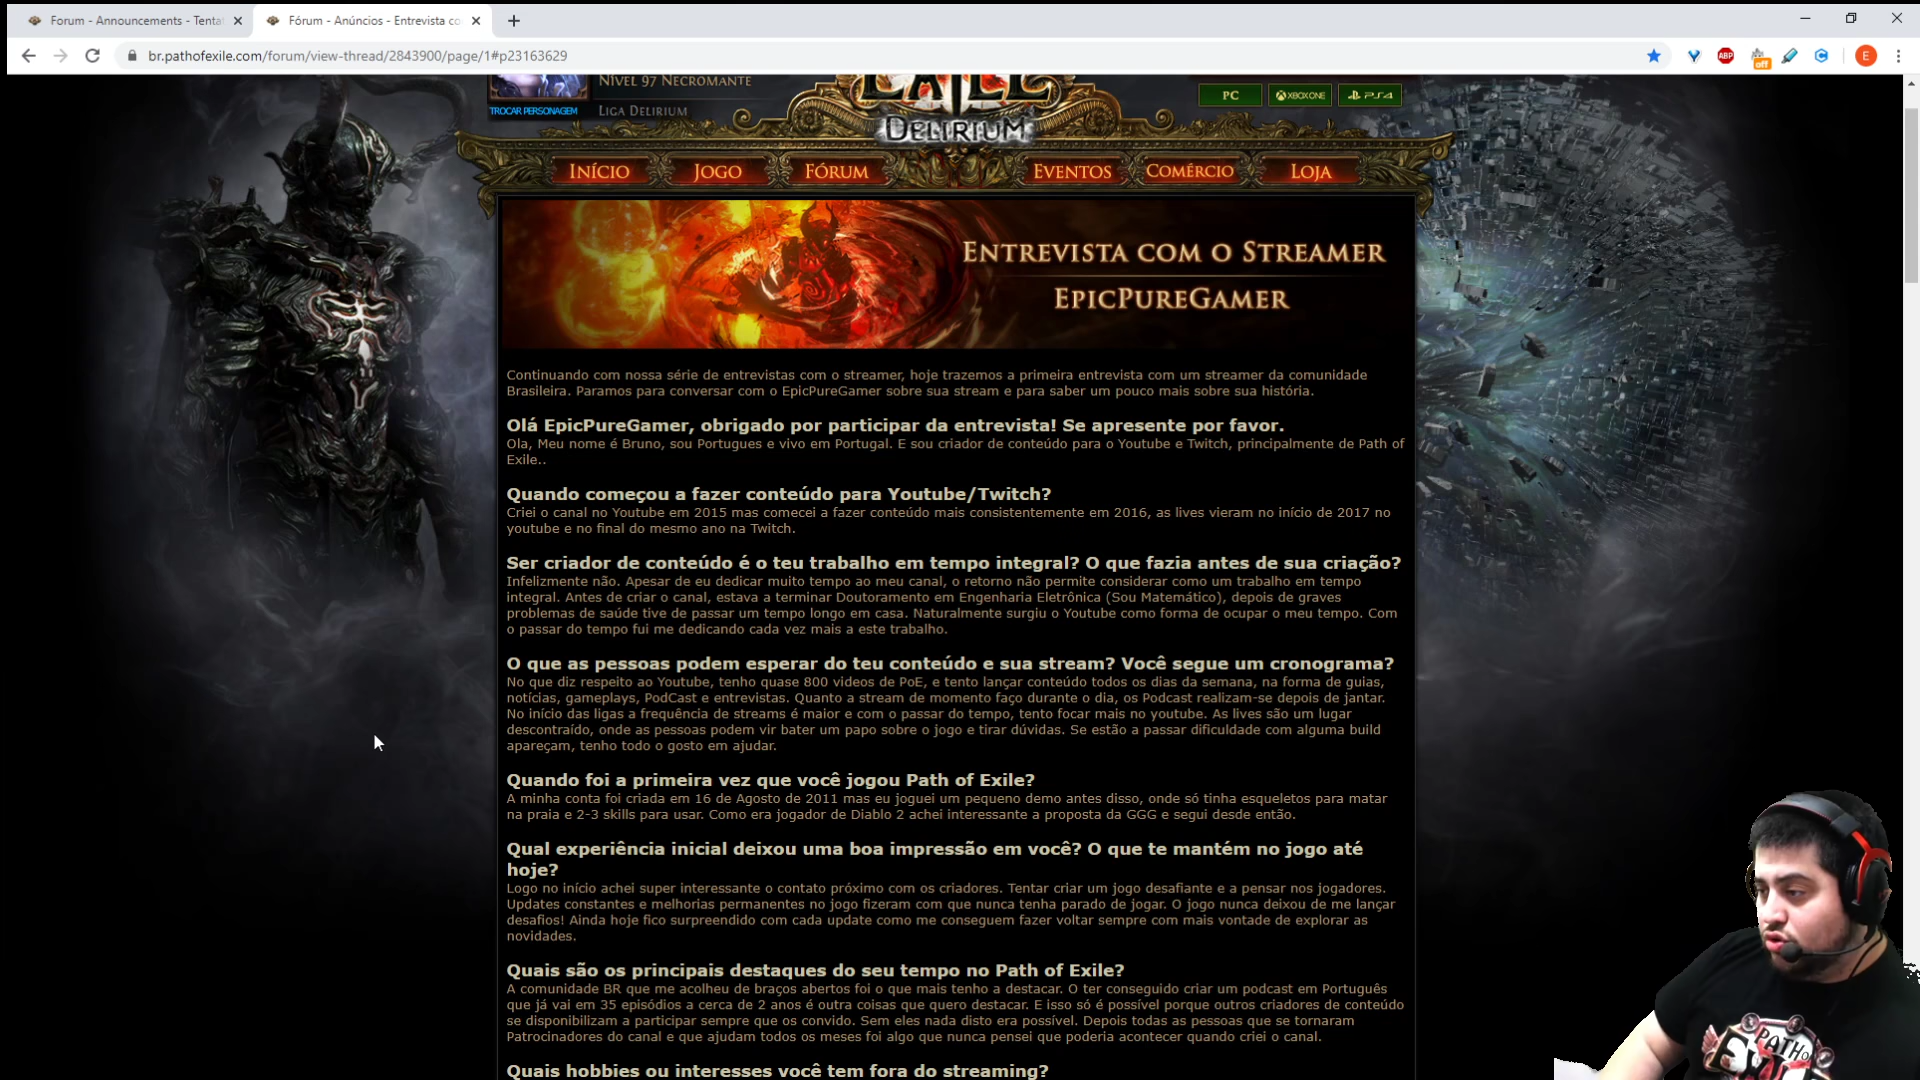 Forum - Announcements - Tenta
Fórum - Anúncios - Entrevista co
br.pathofexile.com/forum/view-thread/2843900/page/1#p23163629
ABP
off
E
Nível 97 Necromante
TROCAR PERSONAGEM
Liga Delirium
Delirium
PC
XBOX ONE
PS4
Início
Jogo
Fórum
Eventos
Comércio
Loja
Entrevista com o Streamer
EpicPureGamer
Continuando com nossa série de entrevistas com o streamer, hoje trazemos a primeira entrevista com um streamer da comunidade
Brasileira. Paramos para conversar com o EpicPureGamer sobre sua stream e para saber um pouco mais sobre sua história.
Olá EpicPureGamer, obrigado por participar da entrevista! Se apresente por favor.
Ola, Meu nome é Bruno, sou Portugues e vivo em Portugal. E sou criador de conteúdo para o Youtube e Twitch, principalmente de Path of
Exile..
Quando começou a fazer conteúdo para Youtube/Twitch?
Criei o canal no Youtube em 2015 mas comecei a fazer conteúdo mais consistentemente em 2016, as lives vieram no início de 2017 no
youtube e no final do mesmo ano na Twitch.
Ser criador de conteúdo é o teu trabalho em tempo integral? O que fazia antes de sua criação?
Infelizmente não. Apesar de eu dedicar muito tempo ao meu canal, o retorno não permite considerar como um trabalho em tempo
integral. Antes de criar o canal, estava a terminar Doutoramento em Engenharia Eletrônica (Sou Matemático), depois de graves
problemas de saúde tive de passar um tempo longo em casa. Naturalmente surgiu o Youtube como forma de ocupar o meu tempo. Com
o passar do tempo fui me dedicando cada vez mais a este trabalho.
O que as pessoas podem esperar do teu conteúdo e sua stream? Você segue um cronograma?
No que diz respeito ao Youtube, tenho quase 800 videos de PoE, e tento lançar conteúdo todos os dias da semana, na forma de guias,
notícias, gameplays, PodCast e entrevistas. Quanto a stream de momento faço durante o dia, os Podcast realizam-se depois de jantar.
No início das ligas a frequência de streams é maior e com o passar do tempo, tento focar mais no youtube. As lives são um lugar
descontraído, onde as pessoas podem vir bater um papo sobre o jogo e tirar dúvidas. Se estão a passar dificuldade com alguma build
apareçam, tenho todo o gosto em ajudar.
Quando foi a primeira vez que você jogou Path of Exile?
A minha conta foi criada em 16 de Agosto de 2011 mas eu joguei um pequeno demo antes disso, onde só tinha esqueletos para matar
na praia e 2-3 skills para usar. Como era jogador de Diablo 2 achei interessante a proposta da GGG e segui desde então.
Qual experiência inicial deixou uma boa impressão em você? O que te mantém no jogo até
hoje?
Logo no início achei super interessante o contato próximo com os criadores. Tentar criar um jogo desafiante e a pensar nos jogadores.
Updates constantes e melhorias permanentes no jogo fizeram com que nunca tenha parado de jogar. O jogo nunca deixou de me lançar
desafios! Ainda hoje fico surpreendido com cada update como me conseguem fazer voltar sempre com mais vontade de explorar as
novidades.
Quais são os principais destaques do seu tempo no Path of Exile?
A comunidade BR que me acolheu de braços abertos foi o que mais tenho a destacar. O ter conseguido criar um podcast em Português
que já vai em 35 episódios a cerca de 2 anos é outra coisas que quero destacar. E isso só é possível porque outros criadores de conteúdo
se disponibilizam a participar sempre que os convido. Sem eles nada disto era possível. Depois todas as pessoas que se tornaram
Patrocinadores do canal e que ajudam todos os meses foi algo que nunca pensei que poderia acontecer quando criei o canal.
Quais hobbies ou interesses você tem fora do streaming?
PATH